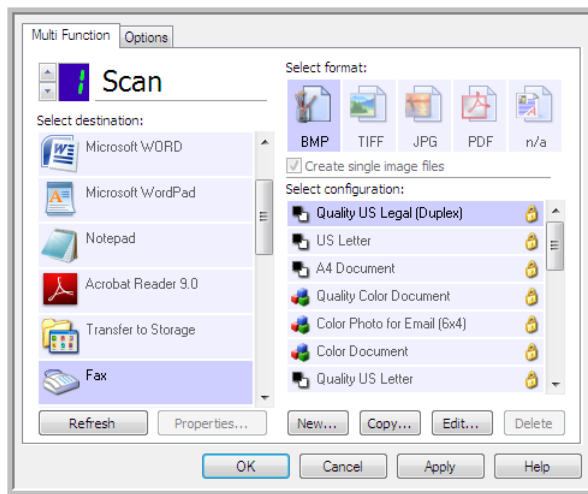 Multi Function
Options
1
Scan
Select destination:
Microsoft WORD
Microsoft WordPad
Notepad
Acrobat Reader 9.0
Transfer to Storage
Fax
Refresh
Properties...
Select format:
BMP
TIFF
JPG
PDF
n/a
Create single image files
Select configuration:
Quality US Legal (Duplex)
US Letter
A4 Document
Quality Color Document
Color Photo for Email (6x4)
Color Document
Quality US Letter
New...
Copy...
Edit...
Delete
OK
Cancel
Apply
Help